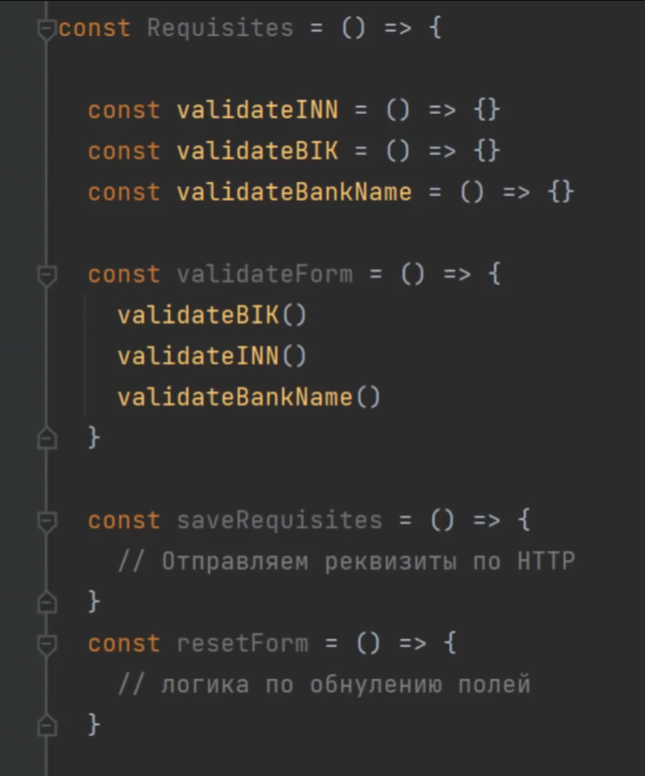 const Requisites = () => {
const validateINN = () => {}
const validateBIK = () => {}
const validateBankName = () => {}
const validateForm = () => {
validateBIK()
validateINN()
validateBankName()
}
const saveRequisites = () => {
// Отправляем реквизиты по HTTP
}
const resetForm = () => {
// логика по обнулению полей
}